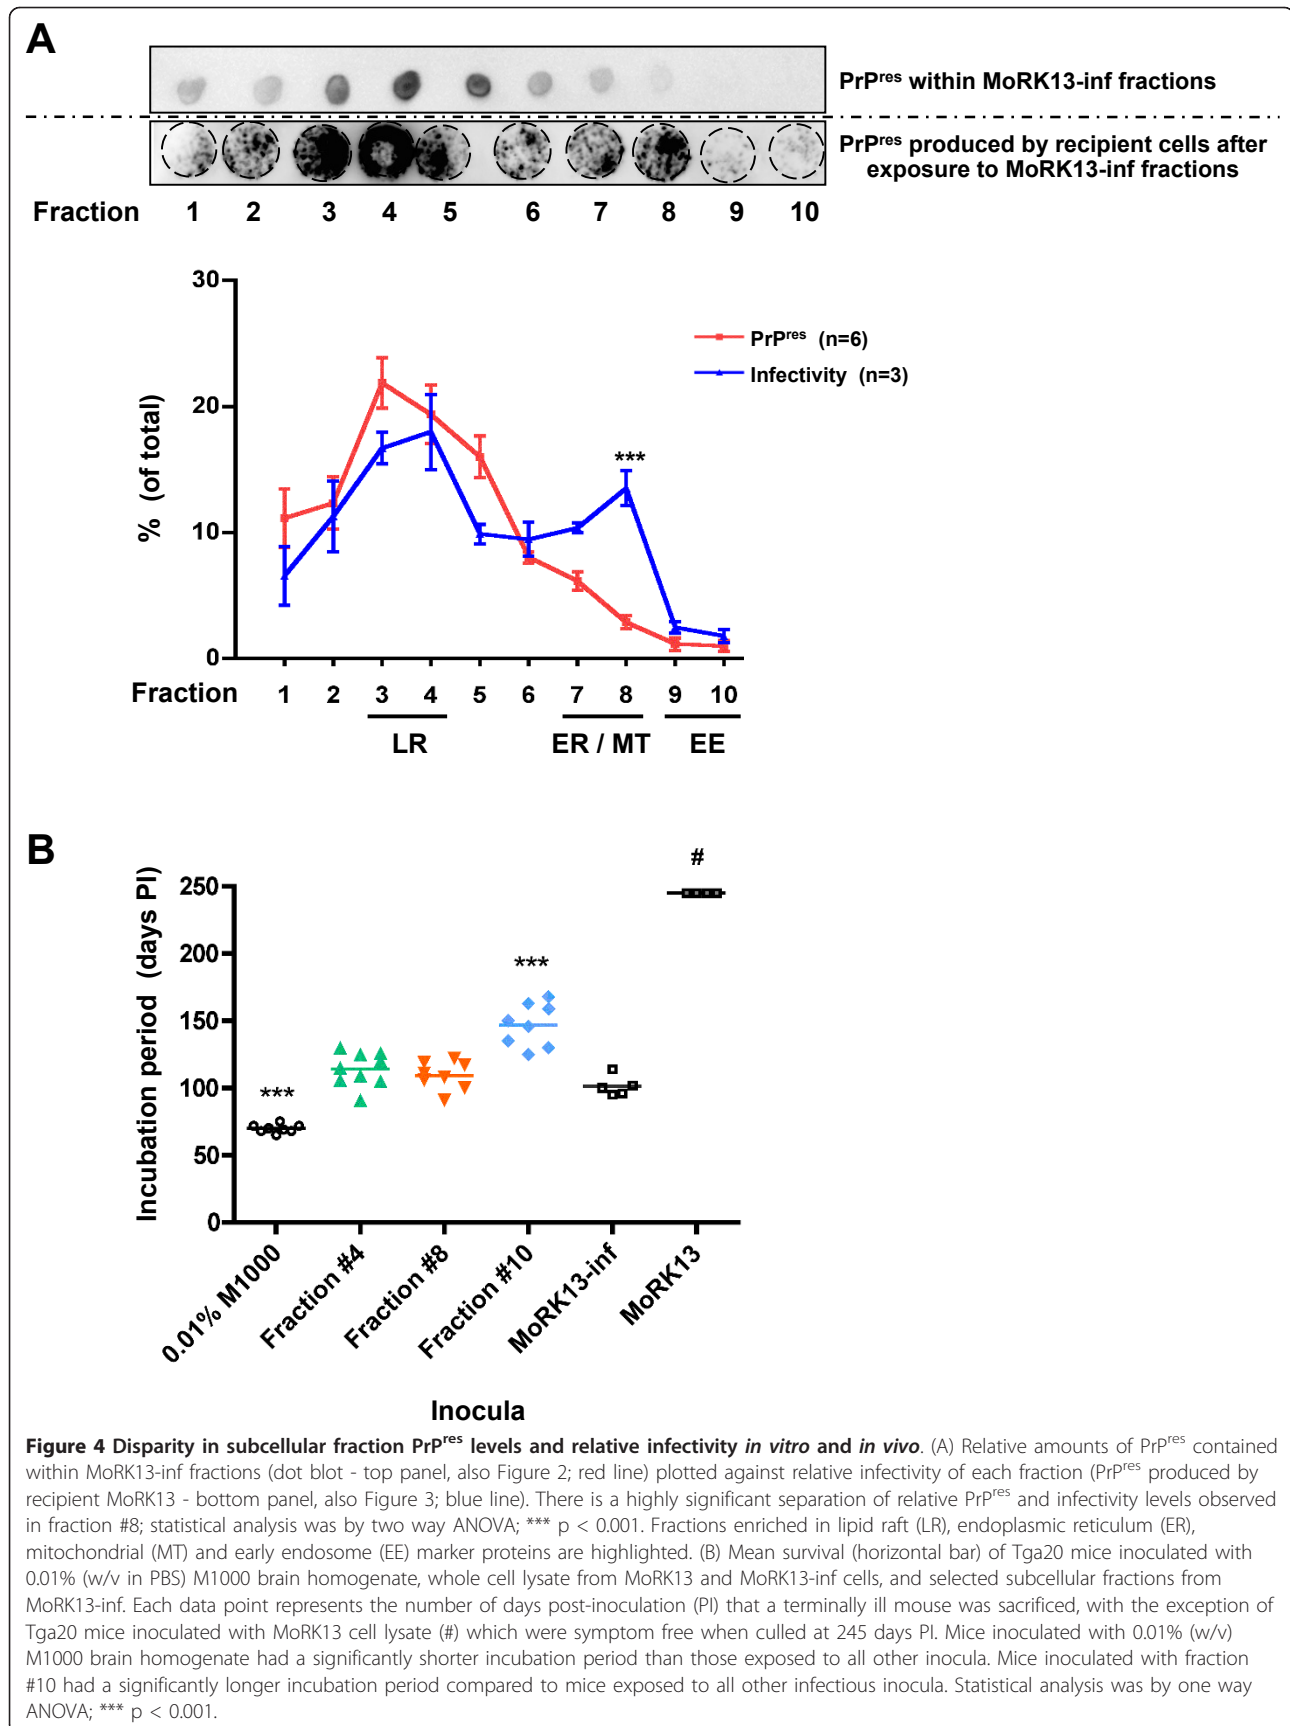 A
PrPres within MoRK13-inf fractions
PrPres produced by recipient cells after
exposure to MoRK13-inf fractions
Fraction 1 2 3 4 5 6 7 8 9 10
30
20
10
0
% (of total)
PrPres (n=6)
Infectivity (n=3)
***
Fraction 1 2 3 4 5 6 7 8 9 10
LR ER / MT EE
B
250
200
150
100
50
0
Incubation period (days PI)
***
***
#
0.01% M1000
Fraction #4
Fraction #8
Fraction #10
MoRK13-inf
MoRK13
Inocula
Figure 4 Disparity in subcellular fraction PrPres levels and relative infectivity in vitro and in vivo. (A) Relative amounts of PrPres contained
within MoRK13-inf fractions (dot blot - top panel, also Figure 2; red line) plotted against relative infectivity of each fraction (PrPres produced by
recipient MoRK13 - bottom panel, also Figure 3; blue line). There is a highly significant separation of relative PrPres and infectivity levels observed
in fraction #8; statistical analysis was by two way ANOVA; *** p < 0.001. Fractions enriched in lipid raft (LR), endoplasmic reticulum (ER),
mitochondrial (MT) and early endosome (EE) marker proteins are highlighted. (B) Mean survival (horizontal bar) of Tga20 mice inoculated with
0.01% (w/v in PBS) M1000 brain homogenate, whole cell lysate from MoRK13 and MoRK13-inf cells, and selected subcellular fractions from
MoRK13-inf. Each data point represents the number of days post-inoculation (PI) that a terminally ill mouse was sacrificed, with the exception of
Tga20 mice inoculated with MoRK13 cell lysate (#) which were symptom free when culled at 245 days PI. Mice inoculated with 0.01% (w/v)
M1000 brain homogenate had a significantly shorter incubation period than those exposed to all other inocula. Mice inoculated with fraction
#10 had a significantly longer incubation period compared to mice exposed to all other infectious inocula. Statistical analysis was by one way
ANOVA; *** p < 0.001.